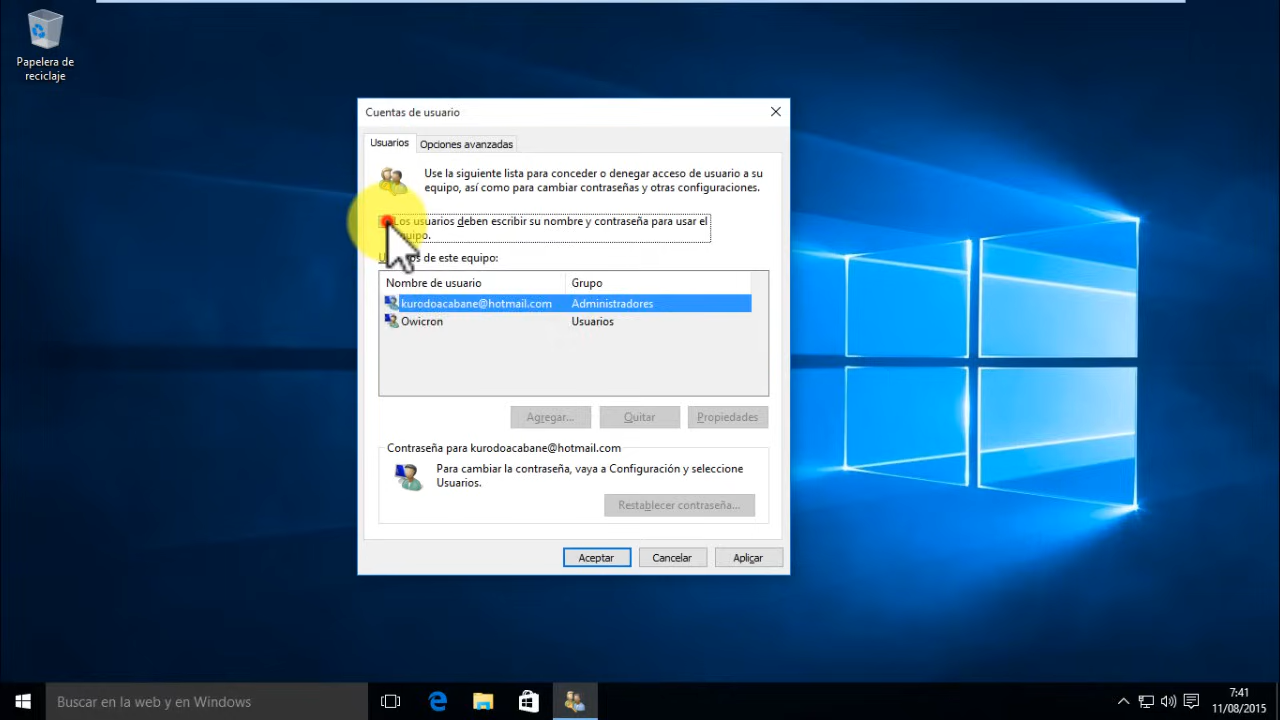 Papelera de
reciclaje
Cuentas de usuario
Usuarios
Opciones avanzadas
Use la siguiente lista para conceder o denegar acceso de usuario a su
equipo, así como para cambiar contraseñas y otras configuraciones.
Los usuarios deben escribir su nombre y contraseña para usar el
de este equipo:
Nombre de usuario
Grupo
kurodoacabane@hotmail.com
Administradores
Owicron
Usuarios
Agregar...
Quitar
Propiedades
Contraseña para kurodoacabane@hotmail.com
Para cambiar la contraseña, vaya a Configuración y seleccione
Usuarios.
Restablecer contraseña...
Aceptar
Cancelar
Aplicar
Buscar en la web y en Windows
7:41
11/08/2015